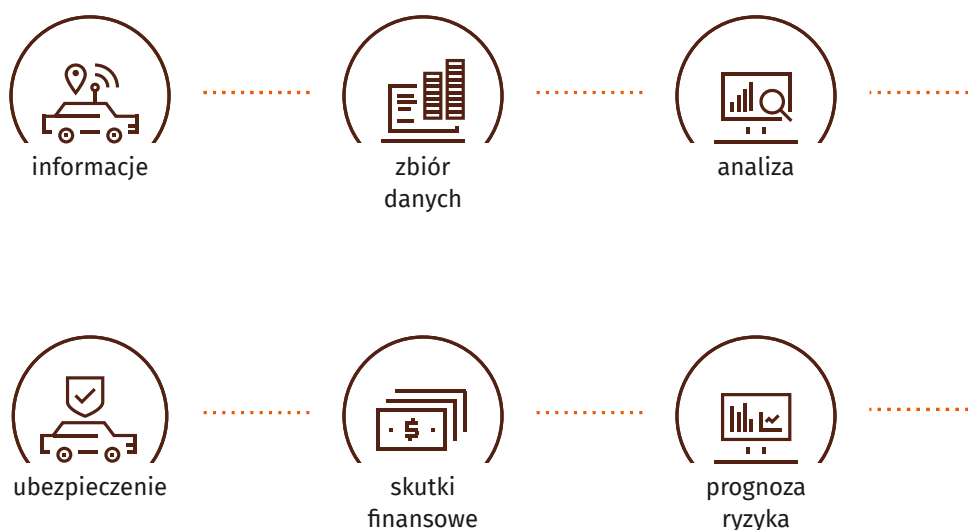 informacje
zbiór
danych
analiza
$
ubezpieczenie
skutki
finansowe
prognoza
ryzyka